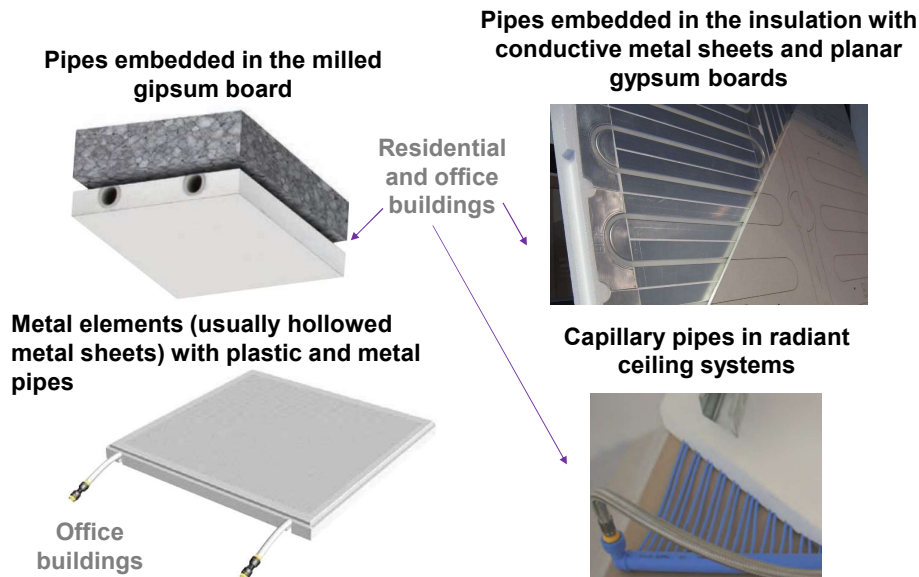 Pipes embedded in the milled
gipsum board
Pipes embedded in the insulation with
conductive metal sheets and planar
gypsum boards
Residential
and office
buildings
Metal elements (usually hollowed
metal sheets) with plastic and metal
pipes
Capillary pipes in radiant
ceiling systems
Office
buildings